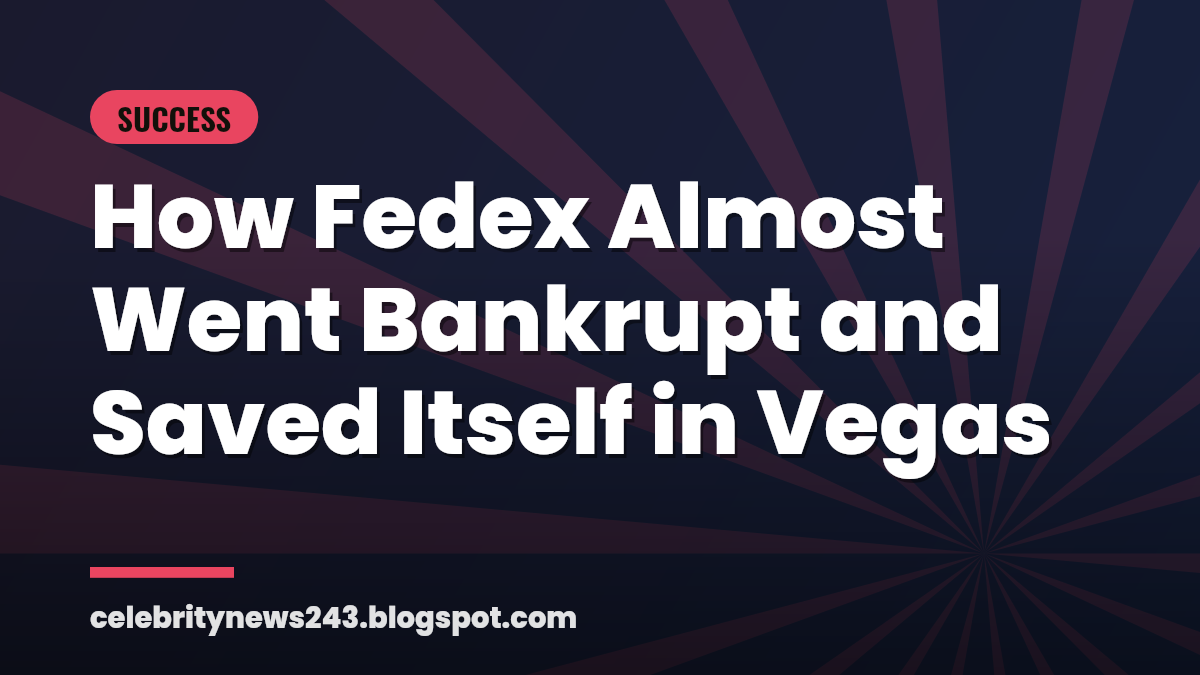 SUCCESS
How Fedex Almost
Went Bankrupt and
Saved Itself in Vegas
celebritynews243.blogspot.com